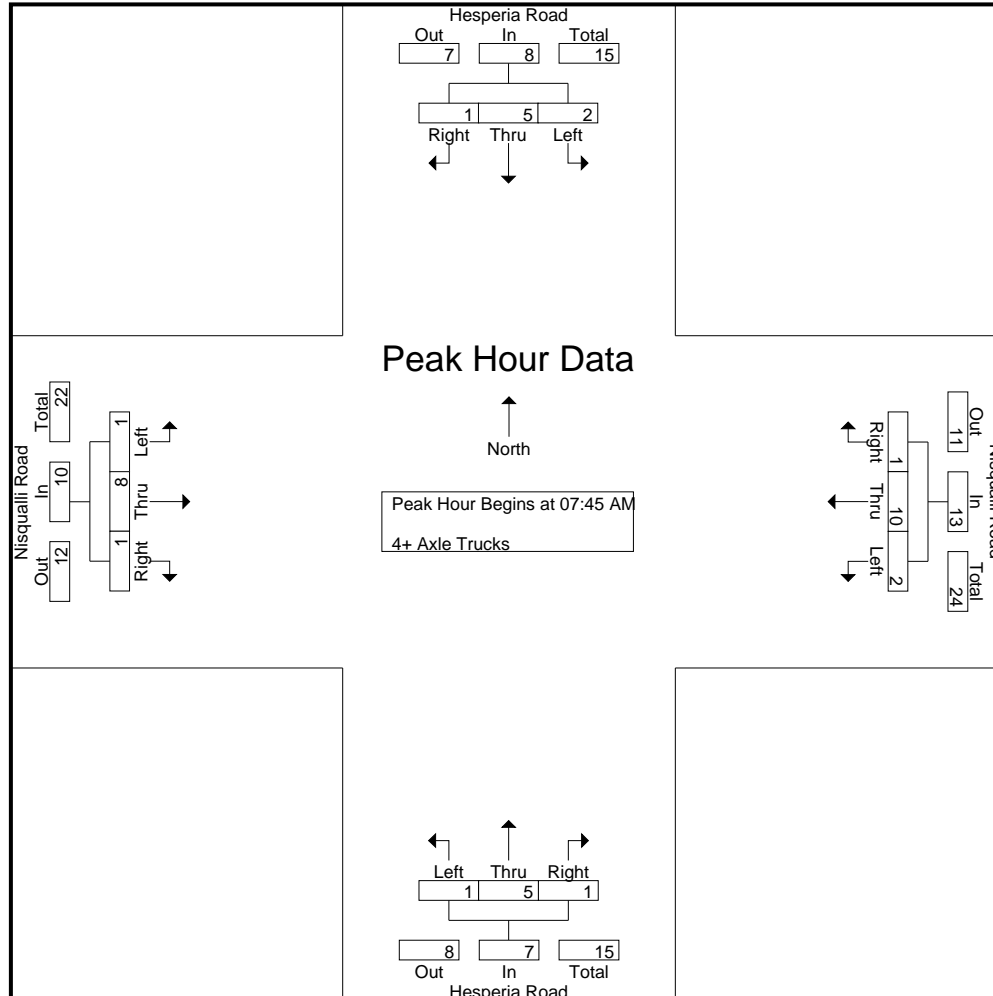 Hesperia Road
Out In Total
7 8 15
1 5 2
Right Thru Left
Peak Hour Data
North
Peak Hour Begins at 07:45 AM
4+ Axle Trucks
Nisqualli Road
Total In Out
22 10 12
1 8 1
Left Thru Right
Right Thru Left
1 10 2
11 13 24
Out In Total
Nisqualli Road
Left Thru Right
1 5 1
8 7 15
Out In Total
Hesperia Road